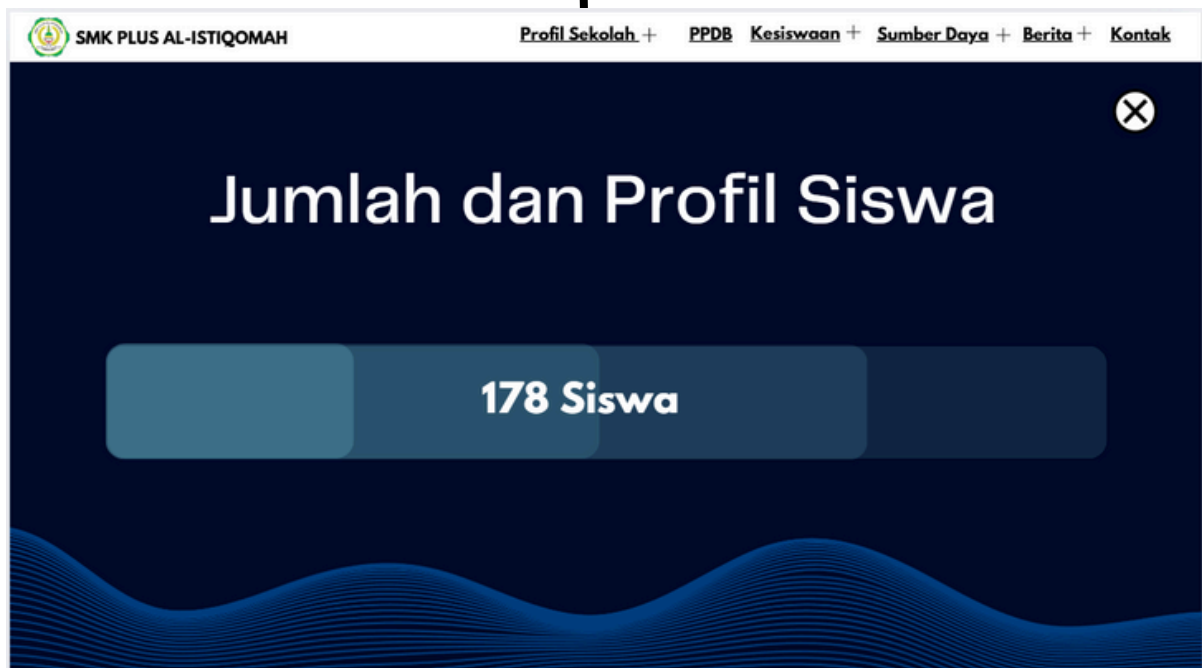 SMK PLUS AL-ISTIQOMAH
Profil Sekolah + PPDB Kesiswaan + Sumber Daya + Berita + Kontak
Jumlah dan Profil Siswa
178 Siswa